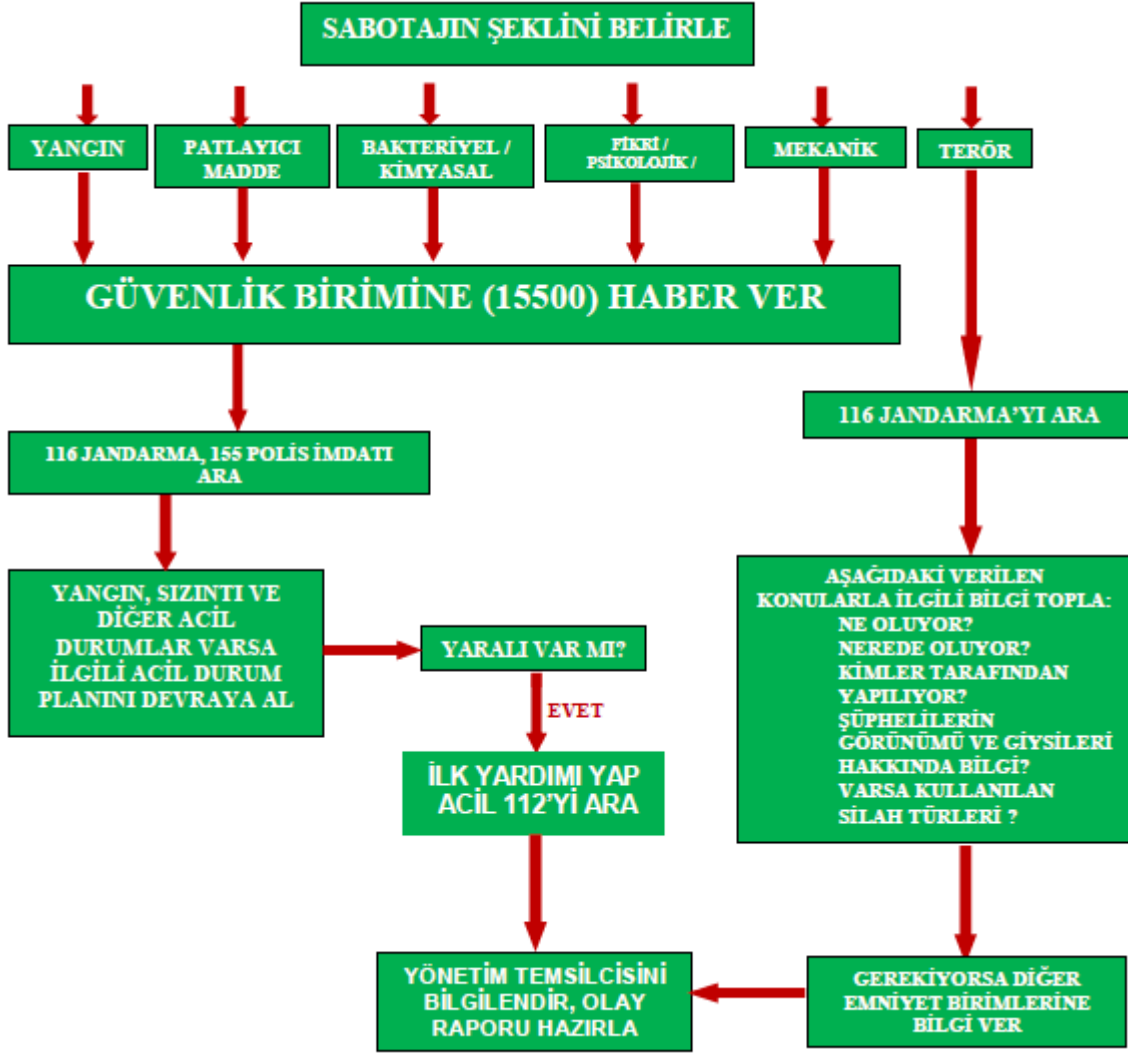 SABOTAJIN ŞEKLİNİ BELİRLE
YANGIN
PATLAYICI
MADDE
BAKTERİYEL /
KİMYASAL
FİKRİ /
PSİKOLOJİK /
MEKANİK
TERÖR
GÜVENLİK BİRİMİNE (15500) HABER VER
116 JANDARMA'YI ARA
116 JANDARMA, 155 POLİS İMDATI
ARA
YANGIN, SIZINTI VE
DİĞER ACİL
DURUMLAR VARSA
İLGİLİ ACİL DURUM
PLANINI DEVRAYA AL
YARALI VAR MI?
EVET
İLK YARDIMI YAP
ACİL 112'Yİ ARA
AŞAĞIDAKİ VERİLEN
KONULARLA İLGİLİ BİLGİ TOPLA:
NE OLUYOR?
NEREDE OLUYOR?
KİMLER TARAFINDAN
YAPILIYOR?
ŞÜPHELİLERİN
GÖRÜNÜMÜ VE GİYSİLERİ
HAKKINDA BİLGİ?
VARSA KULLANILAN
SİLAH TÜRLERİ ?
YÖNETİM TEMSİLCİSİNİ
BİLGİLENDİR, OLAY
RAPORU HAZIRLA
GEREKİYORSA DİĞER
EMNİYET BİRİMLERİNE
BİLGİ VER